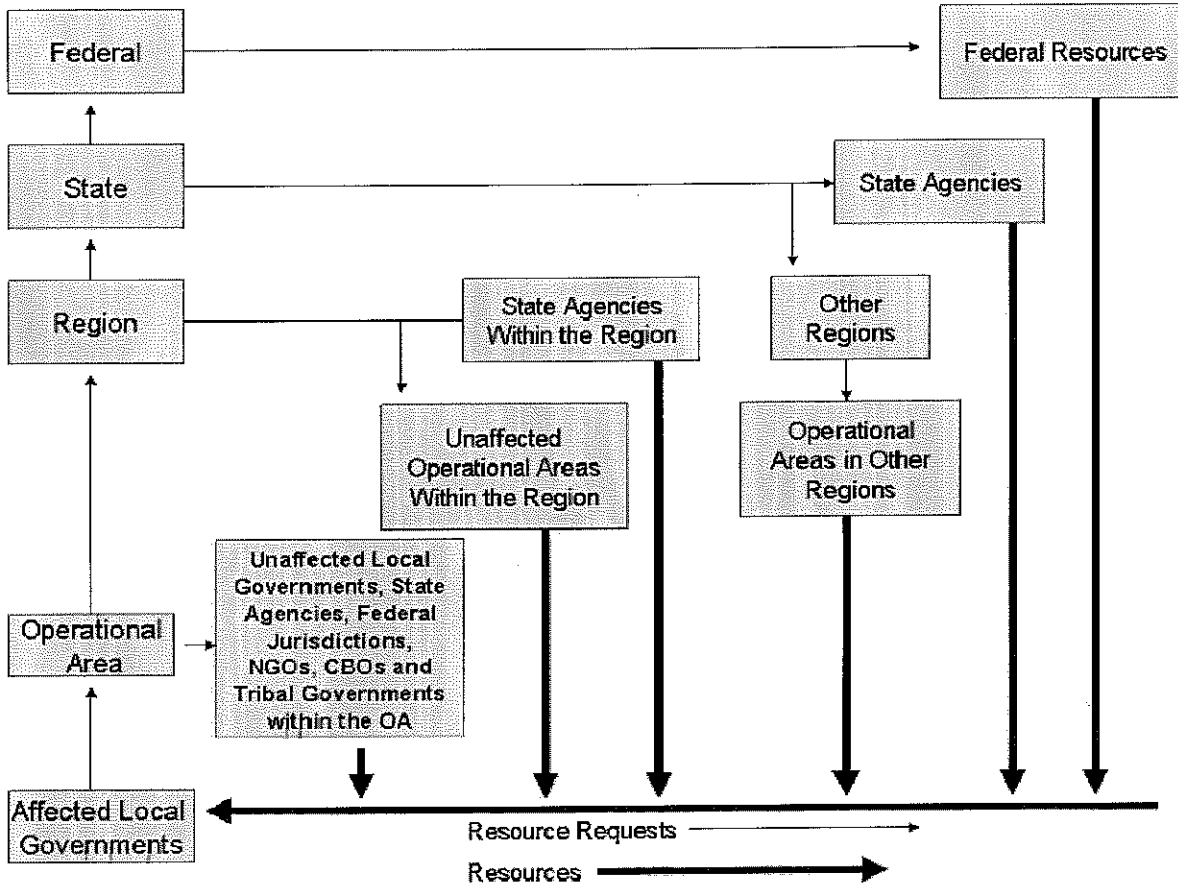 Federal
Federal Resources
State
State Agencies
Region
State Agencies
Within the Region
Other
Regions
Unaffected
Operational Areas
Within the Region
Operational
Areas in Other
Regions
Operational
Area
Unaffected Local
Governments, State
Agencies, Federal
Jurisdictions,
NGOs, CBOs and
Tribal Governments
within the OA
Affected Local
Governments
Resource Requests
Resources